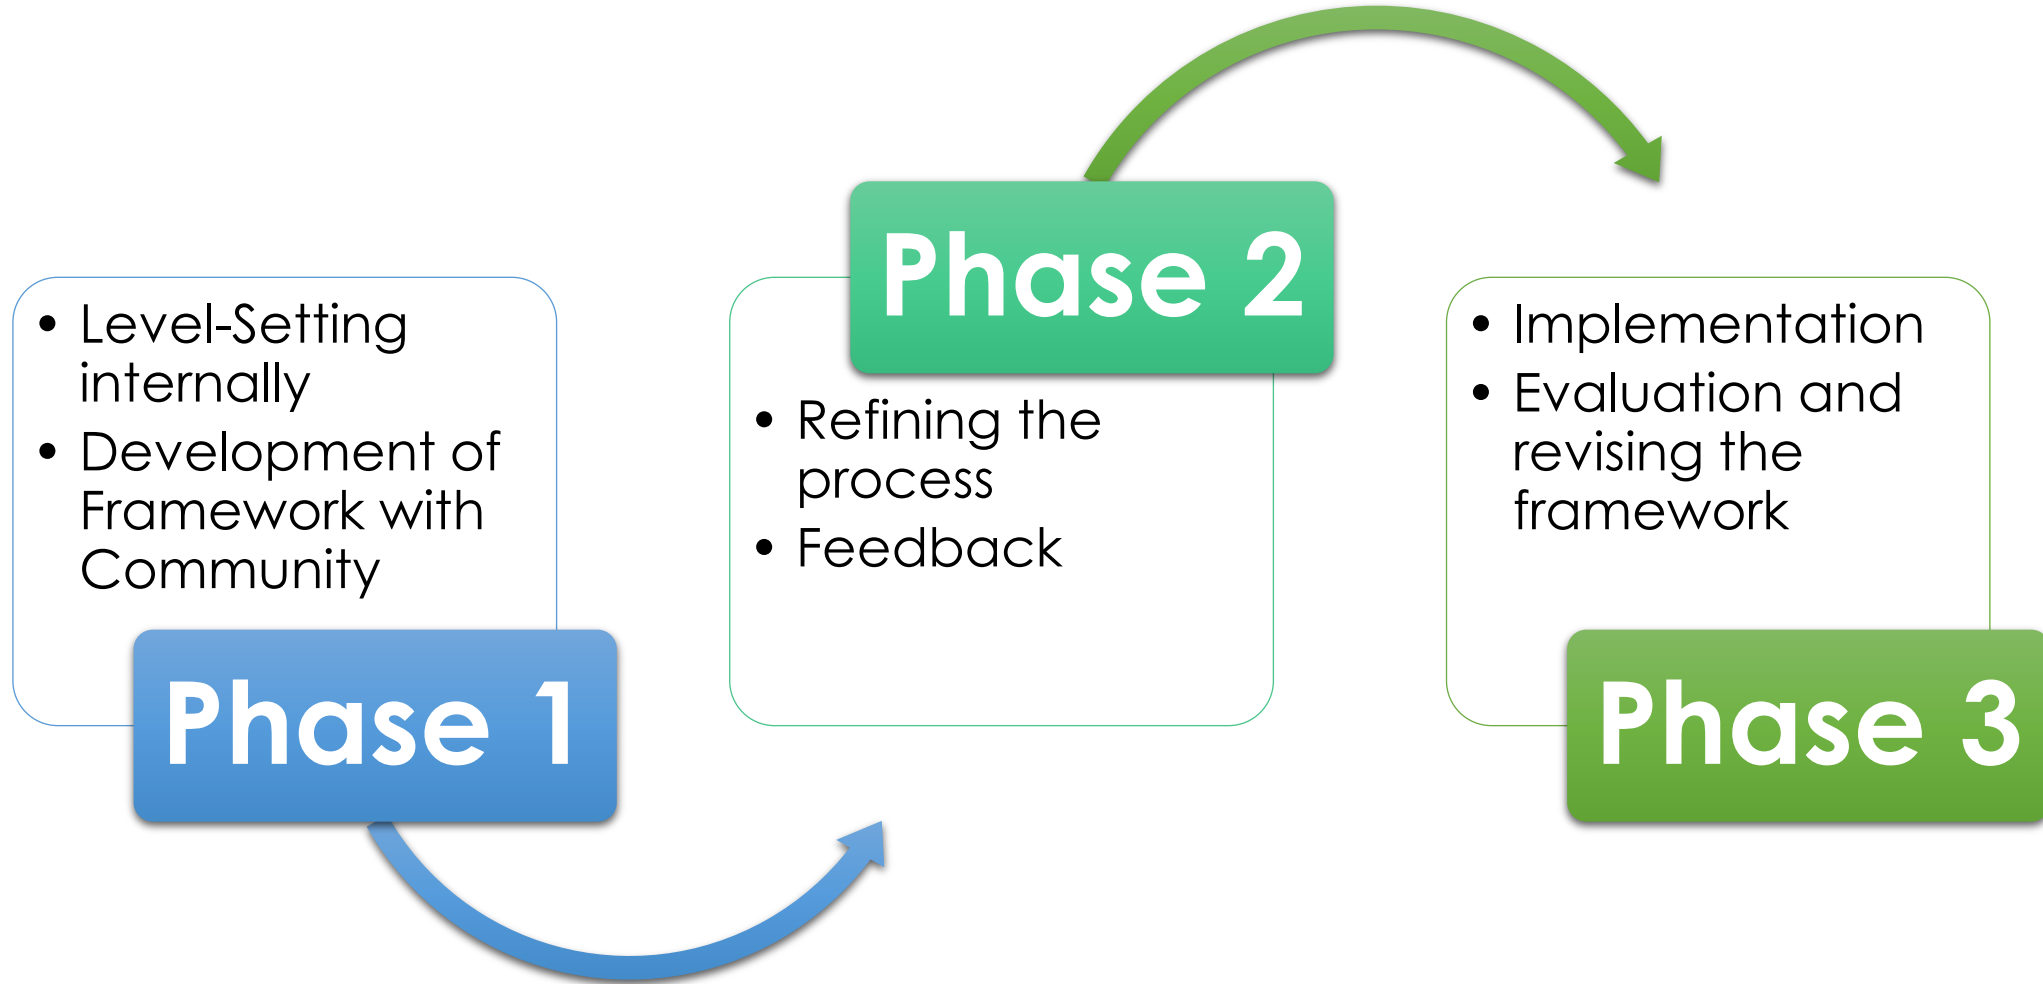 • Level-Setting
internally
• Development of
Framework with
Community
Phase 1
Phase 2
• Refining the
process
• Feedback
• Implementation
• Evaluation and
revising the
framework
Phase 3